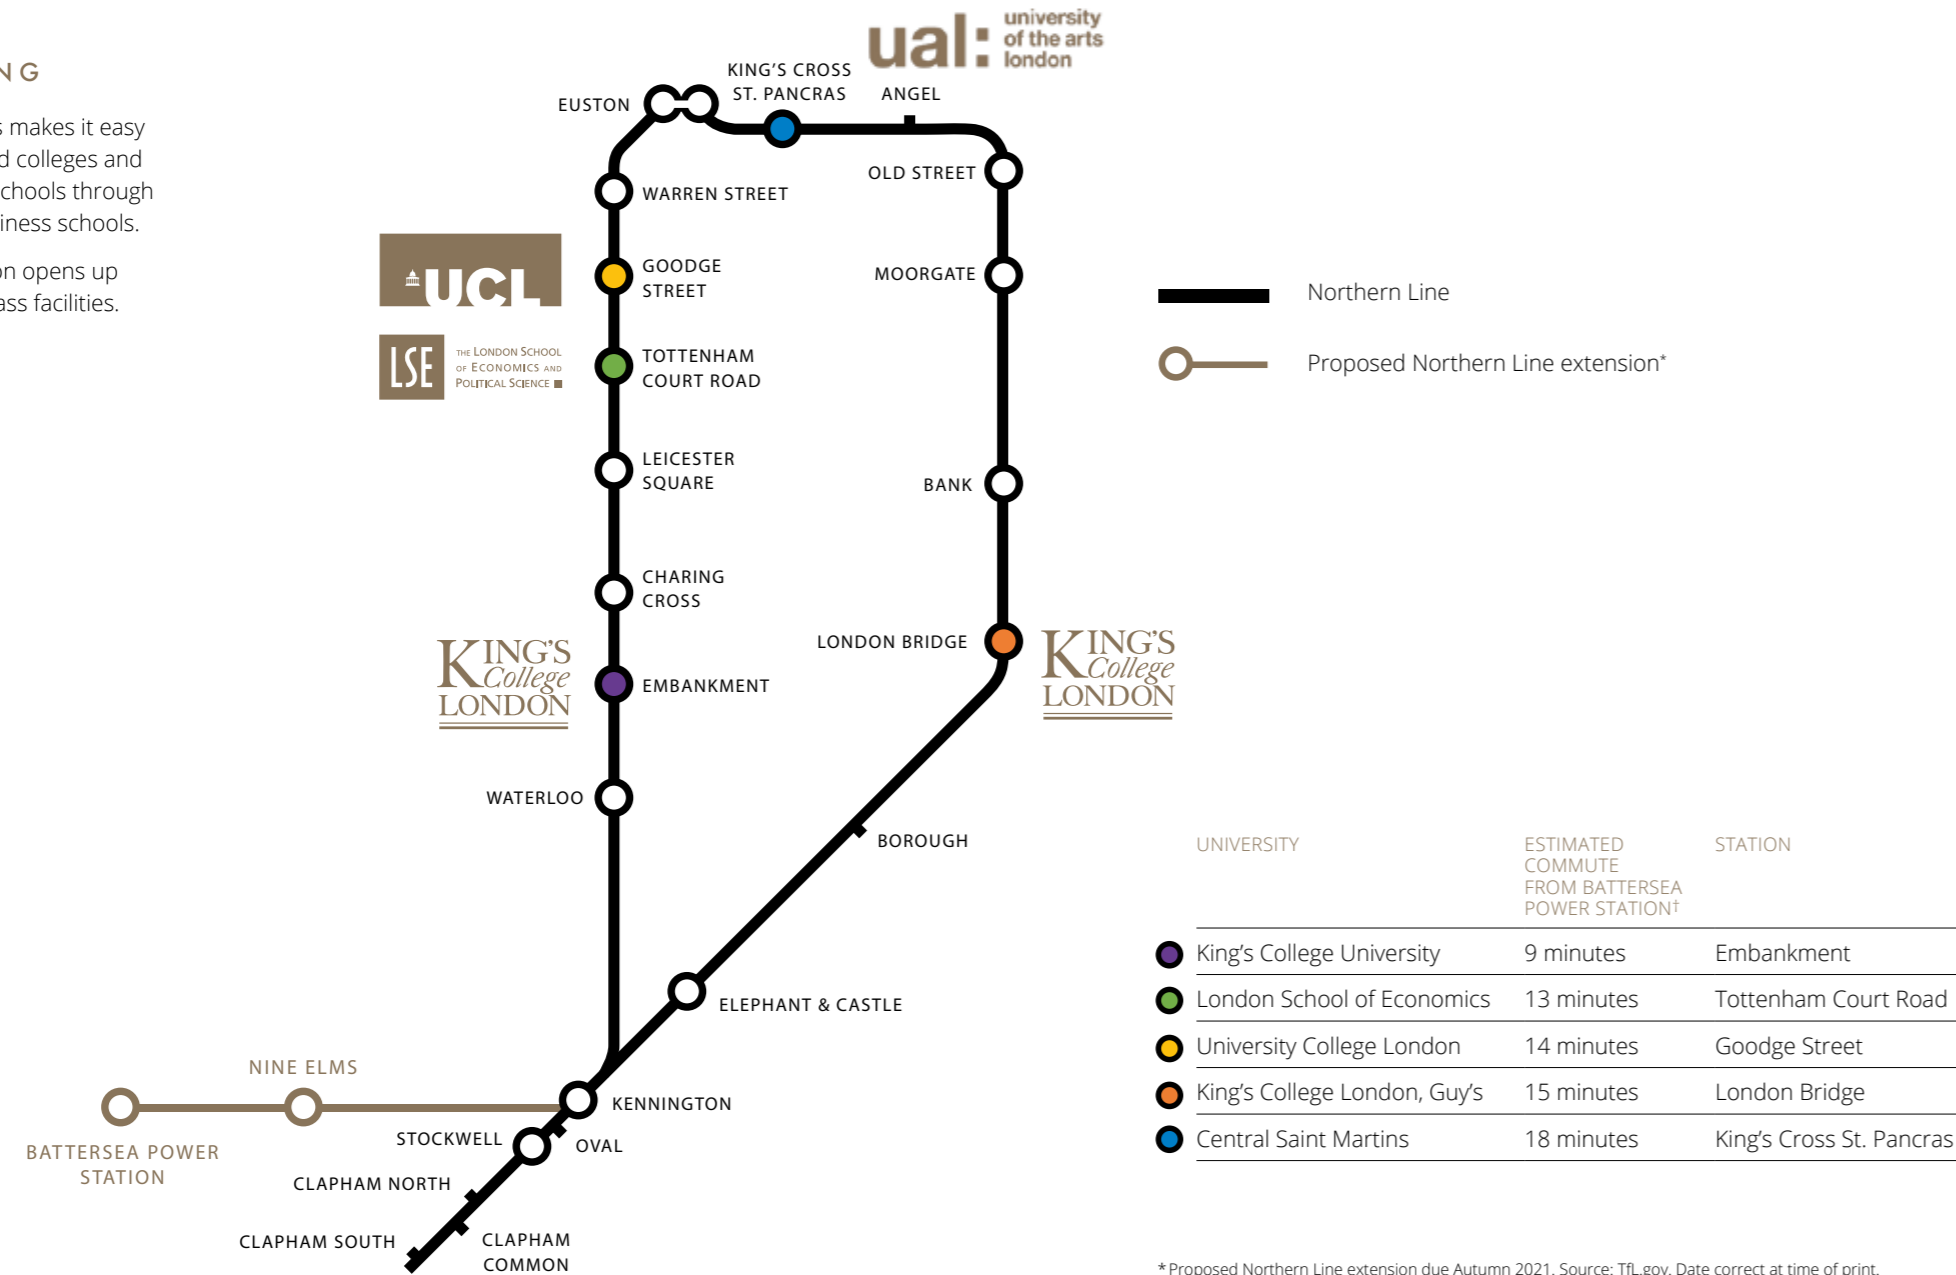 NG
s makes it easy
d colleges and
chools through
iness schools.
on opens up
ass facilities.
ual: university
of the arts
london
KING'S CROSS
ST. PANCRAS
ANGEL
EUSTON
OLD STREET
WARREN STREET
UCL
GOODGE
STREET
MOORGATE
LSE
THE LONDON SCHOOL
OF ECONOMICS AND
POLITICAL SCIENCE
TOTTENHAM
COURT ROAD
LEICESTER
SQUARE
BANK
CHARING
CROSS
KING'S
College
LONDON
EMBANKMENT
LONDON BRIDGE
KING'S
College
LONDON
WATERLOO
BOROUGH
ELEPHANT & CASTLE
NINE ELMS
KENNINGTON
BATTERSEA POWER
STATION
STOCKWELL
OVAL
CLAPHAM NORTH
CLAPHAM SOUTH
CLAPHAM
COMMON
Northern Line
Proposed Northern Line extension*
UNIVERSITY
ESTIMATED
COMMUTE
FROM BATTERSEA
POWER STATION†
STATION
King's College University 9 minutes Embankment
London School of Economics 13 minutes Tottenham Court Road
University College London 14 minutes Goodge Street
King's College London, Guy's 15 minutes London Bridge
Central Saint Martins 18 minutes King's Cross St. Pancras
*Proposed Northern Line extension due Autumn 2021. Source: TfL.gov. Date correct at time of print.